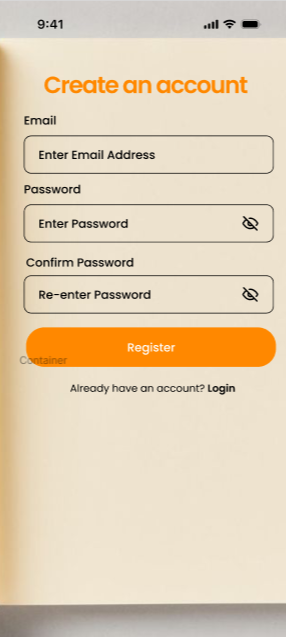 9:41
Create an account
Email
Enter Email Address
Password
Enter Password
Confirm Password
Re-enter Password
Register
Container
Already have an account? Login